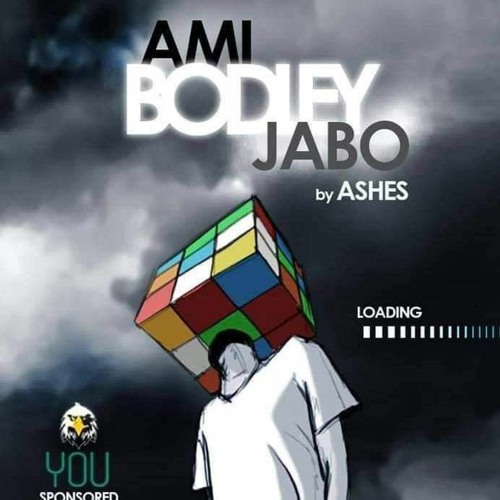 AMI
BODLEY
JABO
by ASHES
LOADING
YOU
SPONSORED